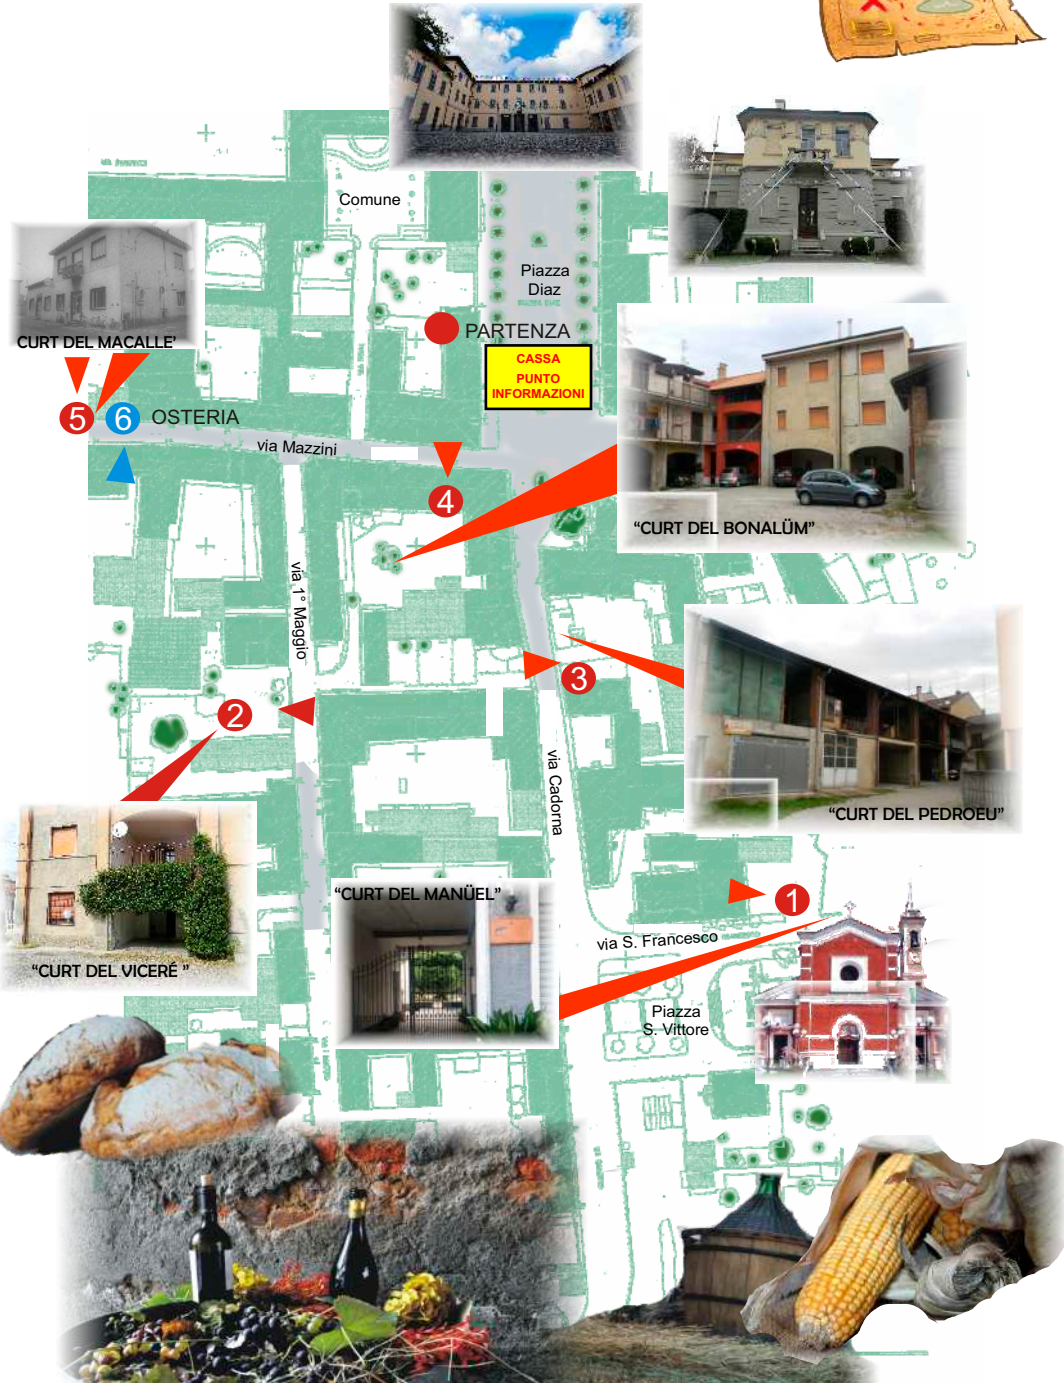 Comune
Piazza
Diaz
PARTENZA
CASSA
PUNTO
INFORMAZIONI
CURT DEL MACALLE'
5
6
OSTERIA
via Mazzini
4
"CURT DEL BONALÜM"
via 1° Maggio
3
2
via Cadorna
"CURT DEL PEDROEU"
"CURT DEL MANÜEL"
1
via S. Francesco
"CURT DEL VICERÉ "
Piazza
S. Vittore